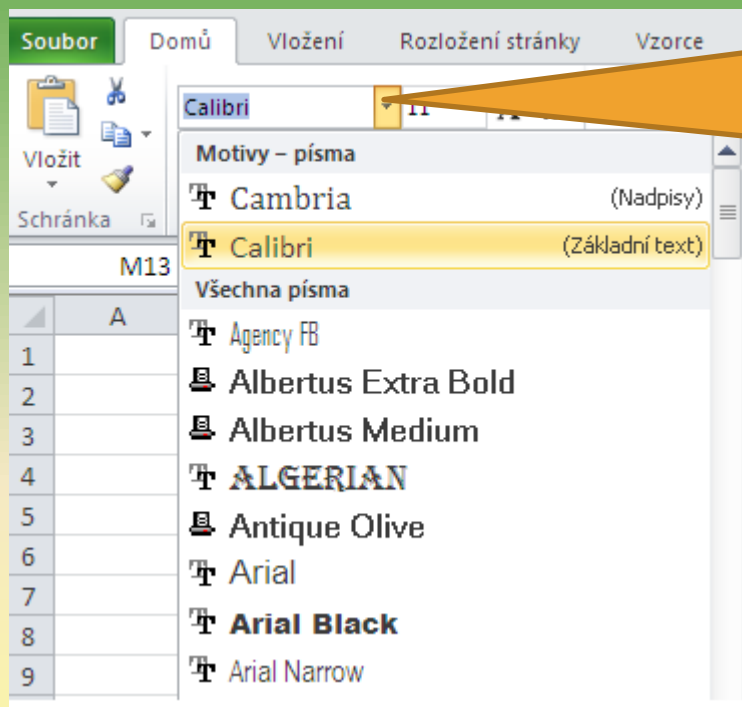 Soubor Domů Vložení Rozložení stránky Vzorce
Calibri 11
Vložit
Schránka
Motivy – písma
Cambria (Nadpisy)
Calibri (Základní text)
Všechna písma
Agency FB
Albertus Extra Bold
Albertus Medium
ALGERIAN
Antique Olive
Arial
Arial Black
Arial Narrow
M13
A
1
2
3
4
5
6
7
8
9